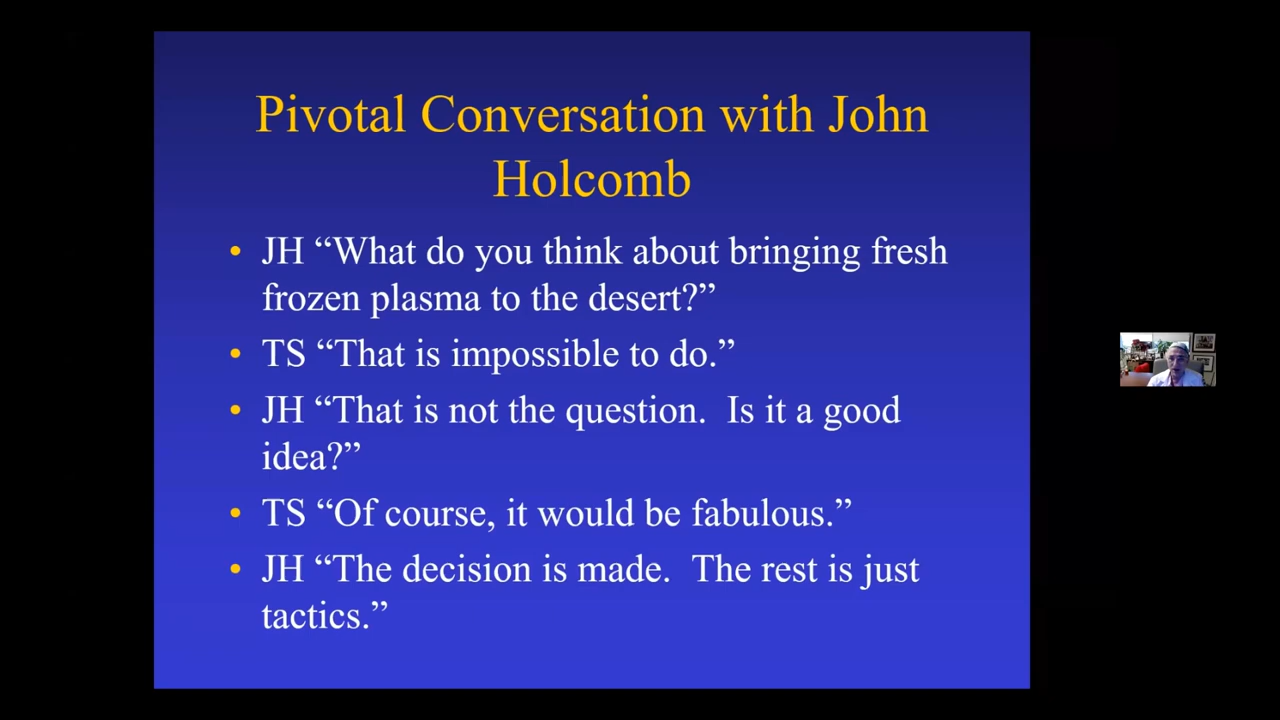 Pivotal Conversation with John
Holcomb
• JH “What do you think about bringing fresh
frozen plasma to the desert?”
• TS “That is impossible to do.”
• JH “That is not the question.  Is it a good
idea?”
• TS “Of course, it would be fabulous.”
• JH “The decision is made.  The rest is just
tactics.”